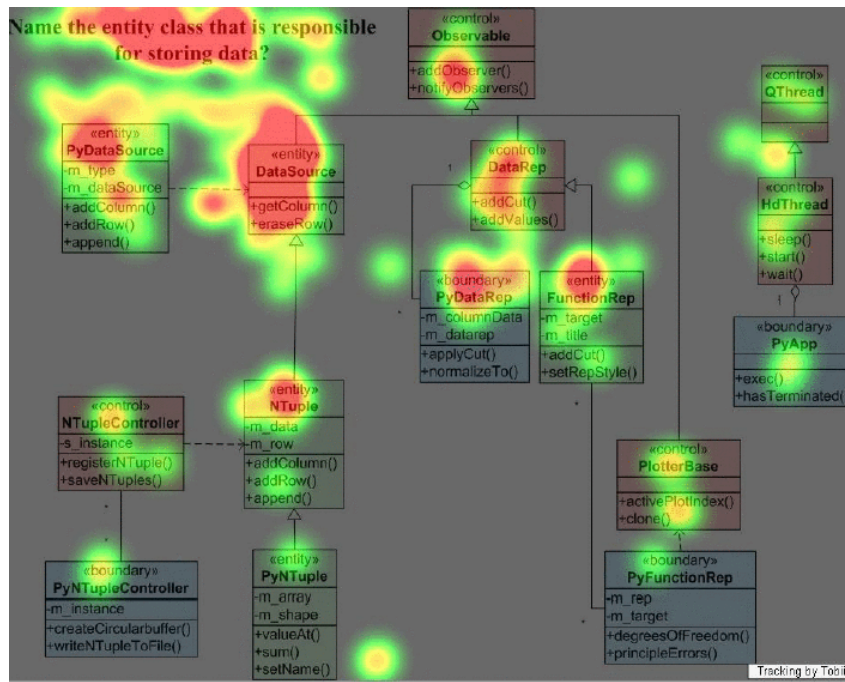 Name the entity class that is responsible
for storing data?
«control»
Observable
+addObserver()
+notifyObservers()
«control»
QThread
«entity»
PyDataSource
-m_type
-m_dataSource
+addColumn()
+addRow()
+append()
«entity»
DataSource
+getColumn()
+eraseRow()
1
«control»
DataRep
+addCut()
+addValues()
«control»
HdThread
+sleep()
+start()
+wait()
«boundary»
PyDataRep
-m_columnData
-m_datarep
+applyCut()
+normalizeTo()
«entity»
FunctionRep
-m_target
-m_title
+addCut()
+setRepStyle()
«boundary»
PyApp
+exec()
+hasTerminated(
«control»
NTupleController
-s_instance
+registerNTuple()
+saveNTuples()
«entity»
NTuple
-m_data
-m_row
+addColumn()
+addRow()
+append()
*
*
«control»
PlotterBase
+activePlotIndex()
+clone()
*
«boundary»
PyNTupleController
-m_instance
+createCircularbuffer()
+writeNTupleToFile()
«entity»
PyNTuple
-m_array
-m_shape
+valueAt()
+sum()
+setName()
«boundary»
PyFunctionRep
-m_rep
-m_target
+degreesOfFreedom()
+principleErrors()
*
Tracking by Tobii